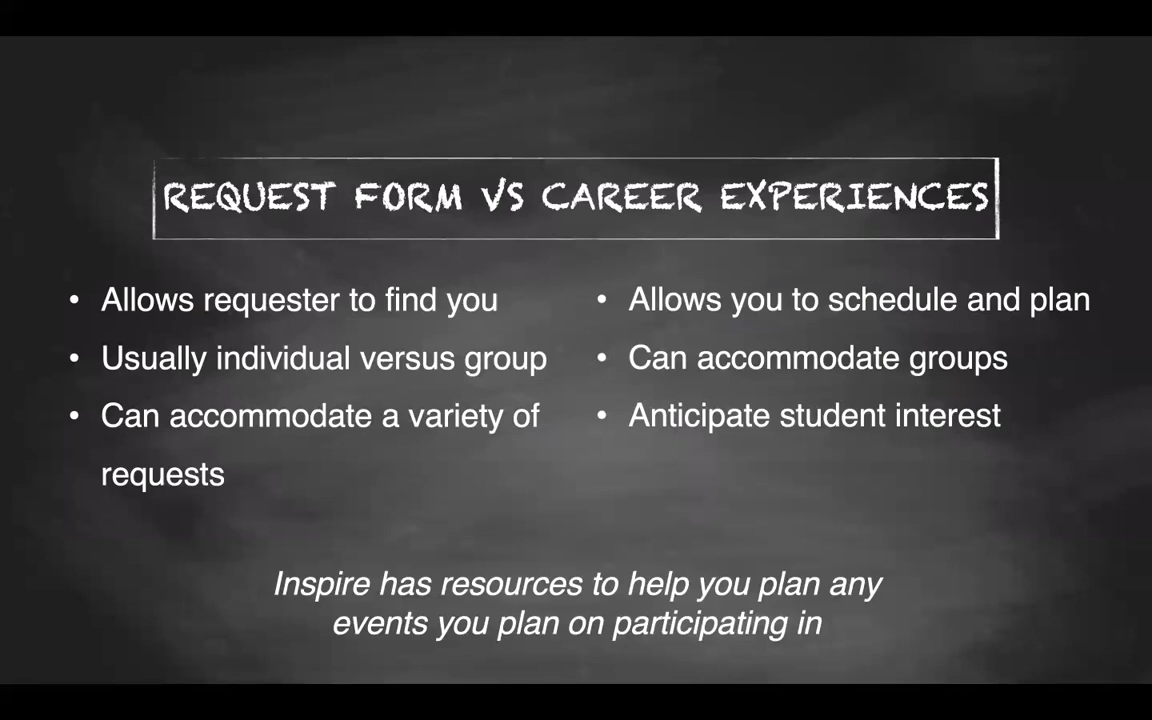 REQUEST FORM VS CAREER EXPERIENCES
• Allows requester to find you
• Usually individual versus group
• Can accommodate a variety of
requests
• Allows you to schedule and plan
• Can accommodate groups
• Anticipate student interest
Inspire has resources to help you plan any
events you plan on participating in